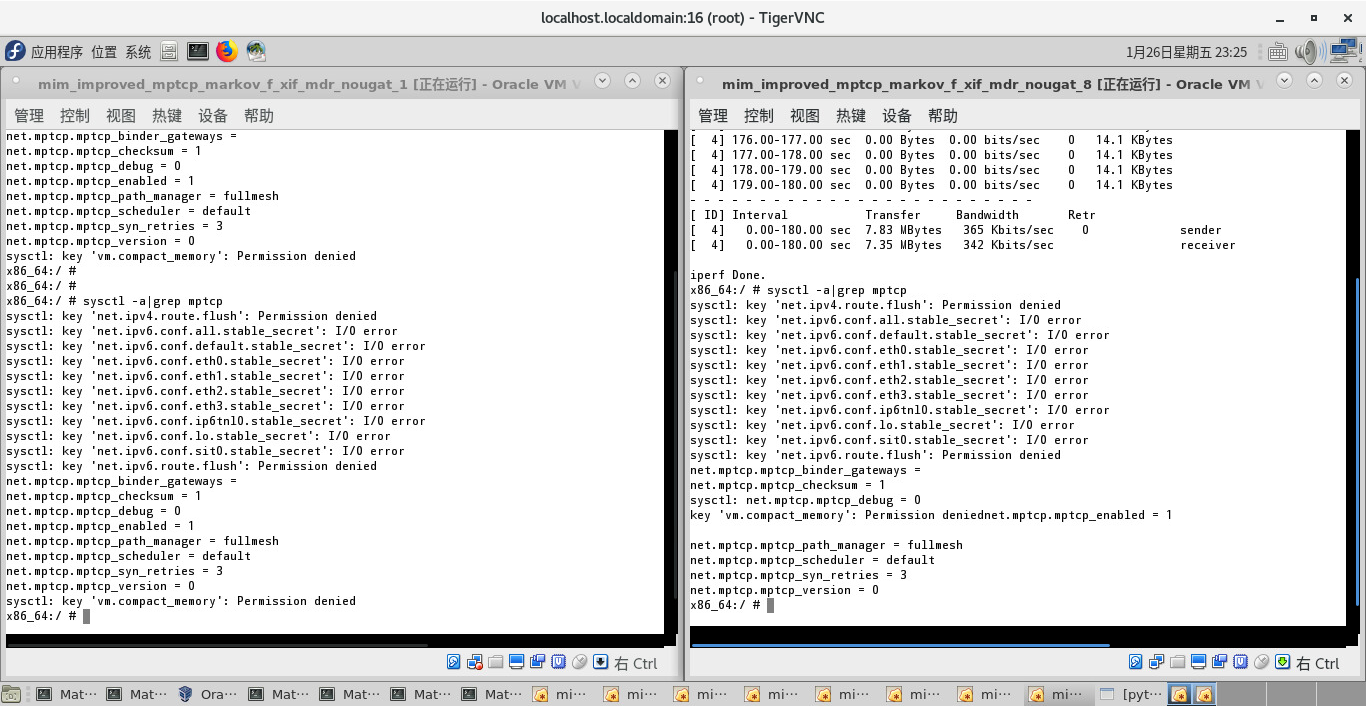 localhost.localdomain:16 (root) - TigerVNC
应用程序 位置 系统
1月26日星期五 23:25
mim_improved_mptcp_markov_f_xif_mdr_nougat_1 [正在运行] - Oracle VM V
管理 控制 视图 热键 设备 帮助
net.mptcp.mptcp_binder_gateways =
net.mptcp.mptcp_checksum = 1
net.mptcp.mptcp_debug = 0
net.mptcp.mptcp_enabled = 1
net.mptcp.mptcp_path_manager = fullmesh
net.mptcp.mptcp_scheduler = default
net.mptcp.mptcp_syn_retries = 3
net.mptcp.mptcp_version = 0
sysctl: key 'vm.compact_memory': Permission denied
x86_64:/ #
x86_64:/ #
x86_64:/ # sysctl -a|grep mptcp
sysctl: key 'net.ipv4.route.flush': Permission denied
sysctl: key 'net.ipv6.conf.all.stable_secret': I/O error
sysctl: key 'net.ipv6.conf.default.stable_secret': I/O error
sysctl: key 'net.ipv6.conf.eth0.stable_secret': I/O error
sysctl: key 'net.ipv6.conf.eth1.stable_secret': I/O error
sysctl: key 'net.ipv6.conf.eth2.stable_secret': I/O error
sysctl: key 'net.ipv6.conf.eth3.stable_secret': I/O error
sysctl: key 'net.ipv6.conf.ip6tnl0.stable_secret': I/O error
sysctl: key 'net.ipv6.conf.lo.stable_secret': I/O error
sysctl: key 'net.ipv6.conf.sit0.stable_secret': I/O error
sysctl: key 'net.ipv6.route.flush': Permission denied
net.mptcp.mptcp_binder_gateways =
net.mptcp.mptcp_checksum = 1
net.mptcp.mptcp_debug = 0
net.mptcp.mptcp_enabled = 1
net.mptcp.mptcp_path_manager = fullmesh
net.mptcp.mptcp_scheduler = default
net.mptcp.mptcp_syn_retries = 3
net.mptcp.mptcp_version = 0
sysctl: key 'vm.compact_memory': Permission denied
x86_64:/ #
右 Ctrl
mim_improved_mptcp_markov_f_xif_mdr_nougat_8 [正在运行] - Oracle VM V
管理 控制 视图 热键 设备 帮助
[ 4] 176.00-177.00 sec 0.00 Bytes 0.00 bits/sec 0 14.1 KBytes
[ 4] 177.00-178.00 sec 0.00 Bytes 0.00 bits/sec 0 14.1 KBytes
[ 4] 178.00-179.00 sec 0.00 Bytes 0.00 bits/sec 0 14.1 KBytes
[ 4] 179.00-180.00 sec 0.00 Bytes 0.00 bits/sec 0 14.1 KBytes
- - - - - - - - - - - - - - - - - - - - - - - - -
[ ID] Interval Transfer Bandwidth Retr
[ 4] 0.00-180.00 sec 7.83 MBytes 365 Kbits/sec 0 sender
[ 4] 0.00-180.00 sec 7.35 MBytes 342 Kbits/sec receiver
iperf Done.
x86_64:/ # sysctl -a|grep mptcp
sysctl: key 'net.ipv4.route.flush': Permission denied
sysctl: key 'net.ipv6.conf.all.stable_secret': I/O error
sysctl: key 'net.ipv6.conf.default.stable_secret': I/O error
sysctl: key 'net.ipv6.conf.eth0.stable_secret': I/O error
sysctl: key 'net.ipv6.conf.eth1.stable_secret': I/O error
sysctl: key 'net.ipv6.conf.eth2.stable_secret': I/O error
sysctl: key 'net.ipv6.conf.eth3.stable_secret': I/O error
sysctl: key 'net.ipv6.conf.ip6tnl0.stable_secret': I/O error
sysctl: key 'net.ipv6.conf.lo.stable_secret': I/O error
sysctl: key 'net.ipv6.conf.sit0.stable_secret': I/O error
sysctl: key 'net.ipv6.route.flush': Permission denied
net.mptcp.mptcp_binder_gateways =
net.mptcp.mptcp_checksum = 1
sysctl: net.mptcp.mptcp_debug = 0
key 'vm.compact_memory': Permission deniednet.mptcp.mptcp_enabled = 1
net.mptcp.mptcp_path_manager = fullmesh
net.mptcp.mptcp_scheduler = default
net.mptcp.mptcp_syn_retries = 3
net.mptcp.mptcp_version = 0
x86_64:/ #
右 Ctrl
Mat… Mat… Ora… Mat… Mat… Mat… Mat… mi… mi… mi… mi… mi… mi… mi… mi… [pyt…